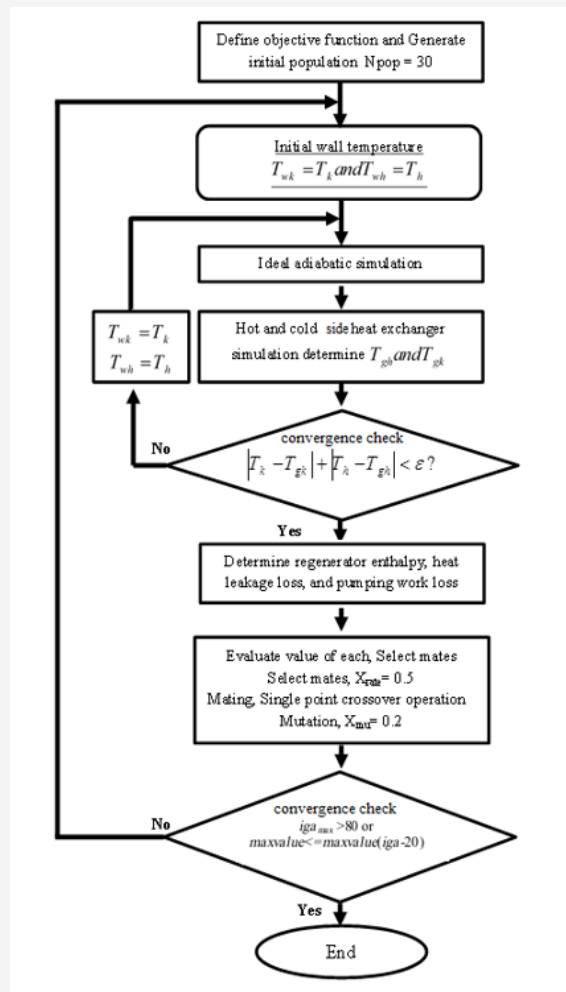 Define objective function and Generate
initial population Npop = 30
Initial wall temperature
T_wk = T_k and T_wh = T_h
Ideal adiabatic simulation
T_wk = T_k
T_wh = T_h
Hot and cold side heat exchanger
simulation determine T_gh and T_gk
No
convergence check
|T_k − T_gk| + |T_h − T_gh| < ε ?
Yes
Determine regenerator enthalpy, heat
leakage loss, and pumping work loss
Evaluate value of each, Select mates
Select mates, X_rate= 0.5
Mating, Single point crossover operation
Mutation, X_mu= 0.2
No
convergence check
iga_max >80 or
maxvalue<=maxvalue(iga-20)
Yes
End